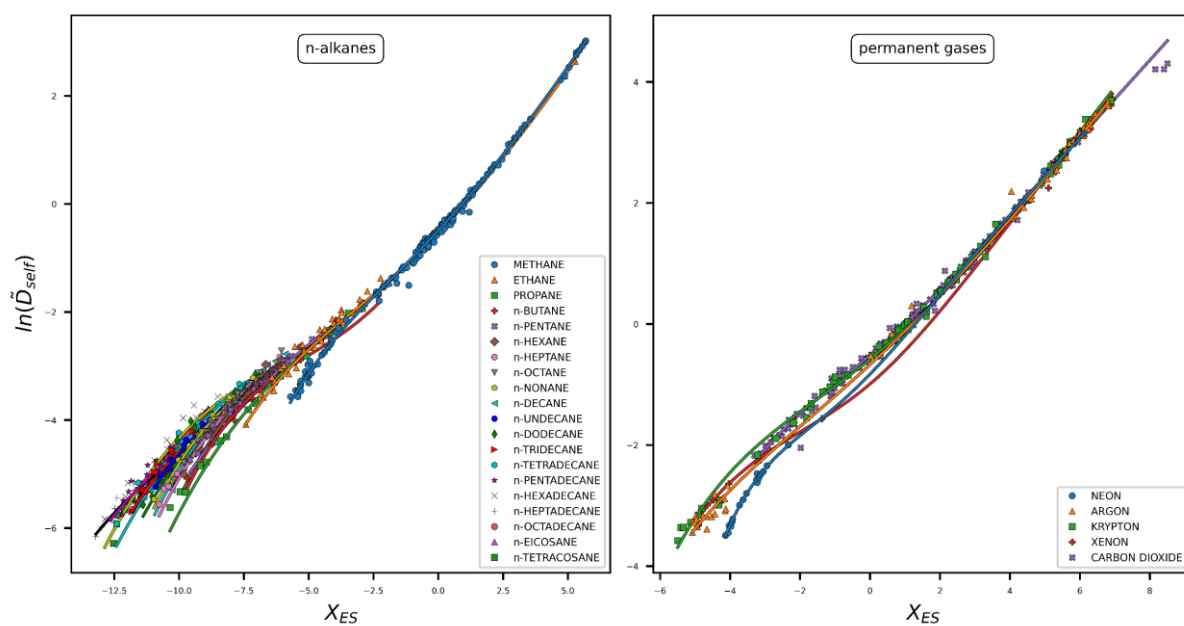 n-alkanes
2
0
−2
−4
−6
ln(D̃self)
METHANE
ETHANE
PROPANE
n-BUTANE
n-PENTANE
n-HEXANE
n-HEPTANE
n-OCTANE
n-NONANE
n-DECANE
n-UNDECANE
n-DODECANE
n-TRIDECANE
n-TETRADECANE
n-PENTADECANE
n-HEXADECANE
n-HEPTADECANE
n-OCTADECANE
n-EICOSANE
n-TETRACOSANE
−12.5 −10.0 −7.5 −5.0 −2.5 0.0 2.5 5.0
XES
permanent gases
4
2
0
−2
−4
NEON
ARGON
KRYPTON
XENON
CARBON DIOXIDE
−6 −4 −2 0 2 4 6 8
XES